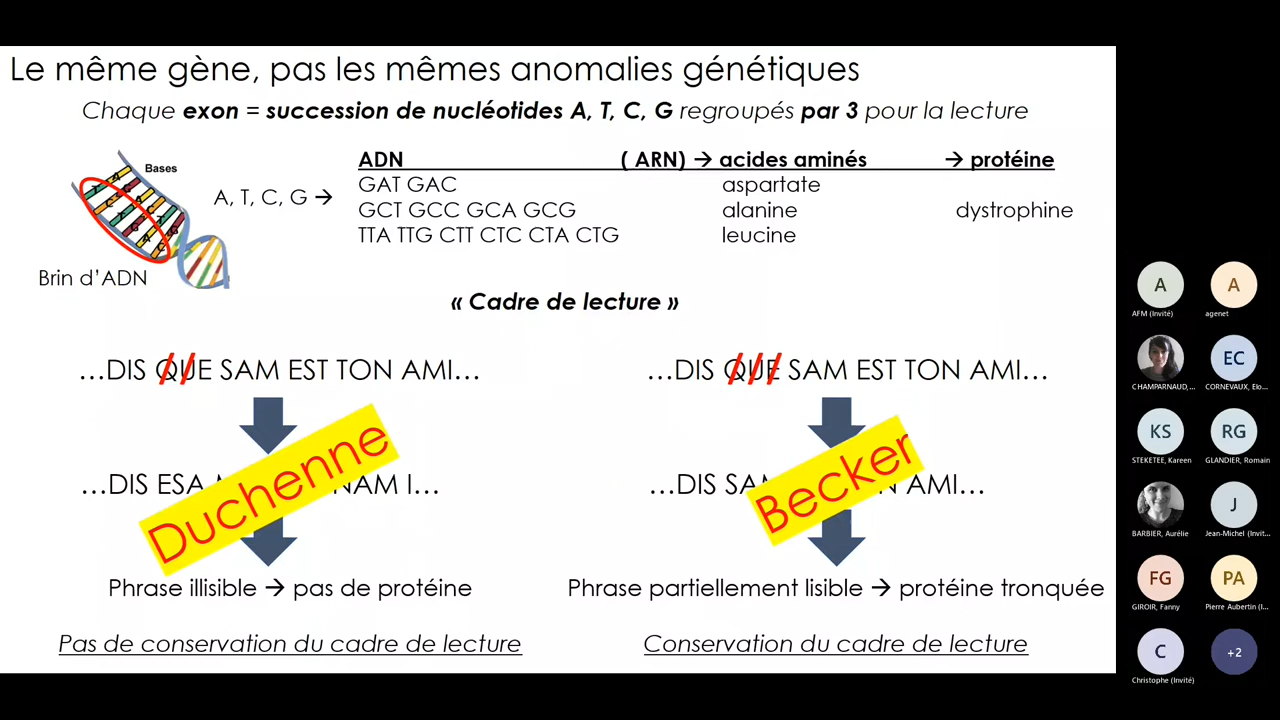 Le même gène, pas les mêmes anomalies génétiques
Chaque exon = succession de nucléotides A, T, C, G regroupés par 3 pour la lecture
Bases
A, T, C, G →
Brin d'ADN
ADN ( ARN) → acides aminés → protéine
GAT GAC aspartate
GCT GCC GCA GCG alanine dystrophine
TTA TTG CTT CTC CTA CTG leucine
« Cadre de lecture »
…DIS QUE SAM EST TON AMI…
…DIS ESA NAM I…
Duchenne
Phrase illisible → pas de protéine
Pas de conservation du cadre de lecture
…DIS QUE SAM EST TON AMI…
…DIS SAM N AMI…
Becker
Phrase partiellement lisible → protéine tronquée
Conservation du cadre de lecture
A
AFM (Invité)
A
agenet
CHAMPARNAUD,...
EC
CORNEVAUX, Elo...
KS
STEKETEE, Kareen
RG
GLANDIER, Romain
BARBIER, Aurélie
J
Jean-Michel (Invit...
FG
GIROIR, Fanny
PA
Pierre Aubertin (I...
C
Christophe (Invité)
+2